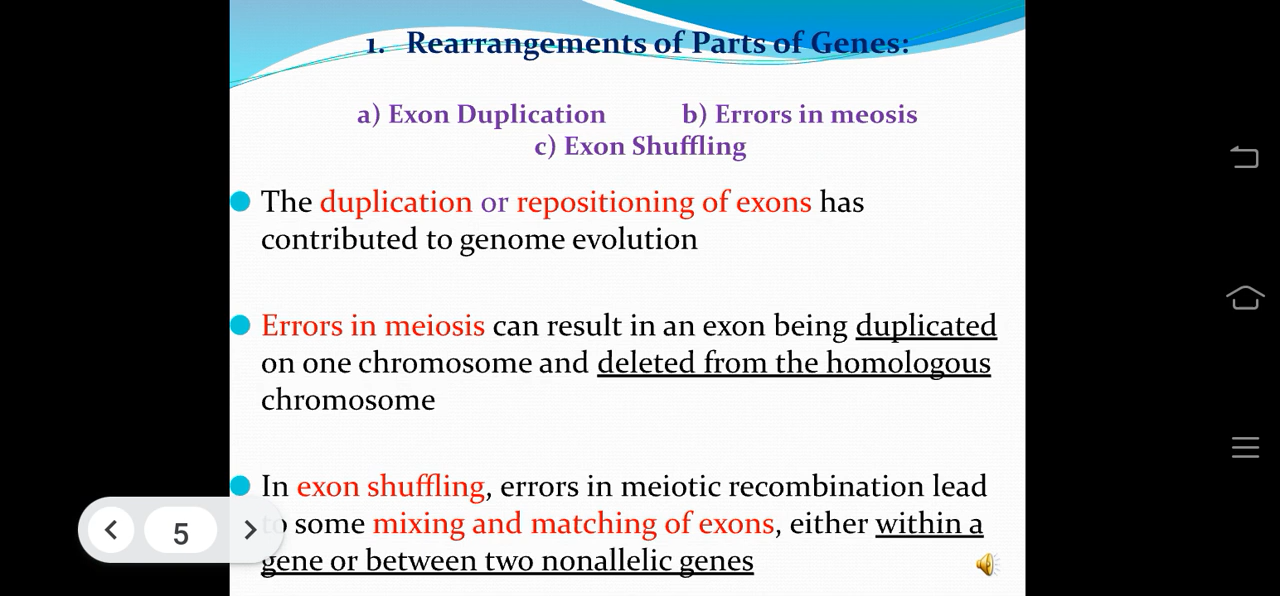 1. Rearrangements of Parts of Genes:
a) Exon Duplication b) Errors in meosis
c) Exon Shuffling
The duplication or repositioning of exons has
contributed to genome evolution
Errors in meiosis can result in an exon being duplicated
on one chromosome and deleted from the homologous
chromosome
In exon shuffling, errors in meiotic recombination lead
to some mixing and matching of exons, either within a
gene or between two nonallelic genes
5